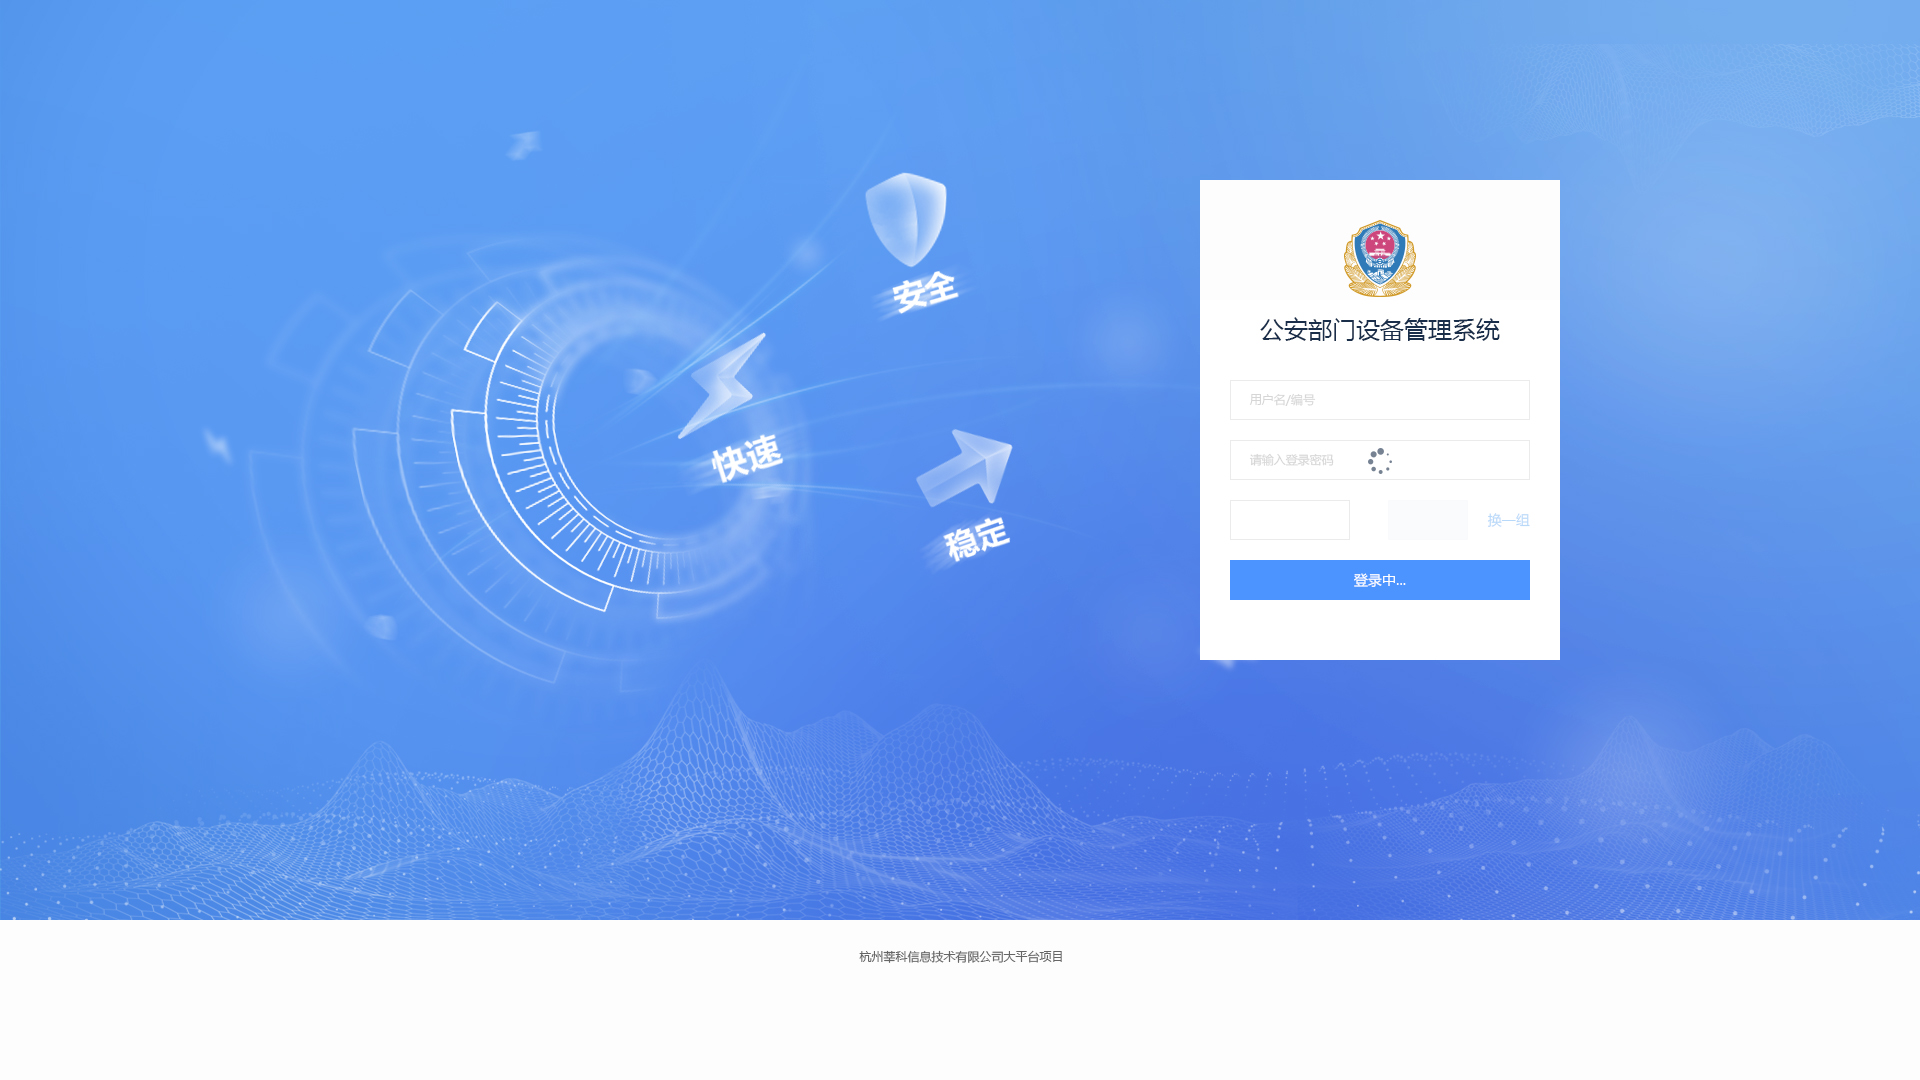 安全
快速
稳定
公安部门设备管理系统
用户名/编号
请输入登录密码
换一组
登录中...
杭州莘科信息技术有限公司大平台项目